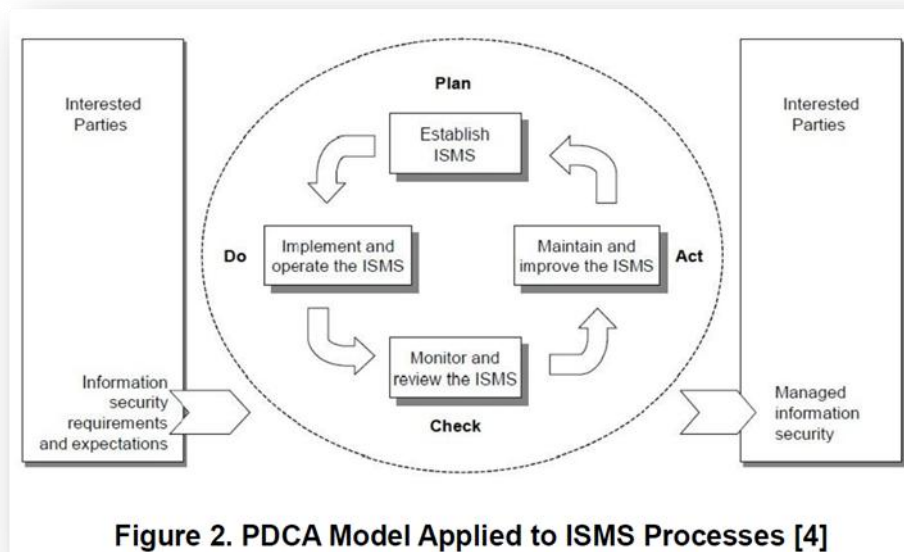 Interested
Parties
Plan
Establish
ISMS
Do
Implement and
operate the ISMS
Maintain and
improve the ISMS
Act
Monitor and
review the ISMS
Check
Information
security
requirements
and expectations
Interested
Parties
Managed
information
security
Figure 2. PDCA Model Applied to ISMS Processes [4]